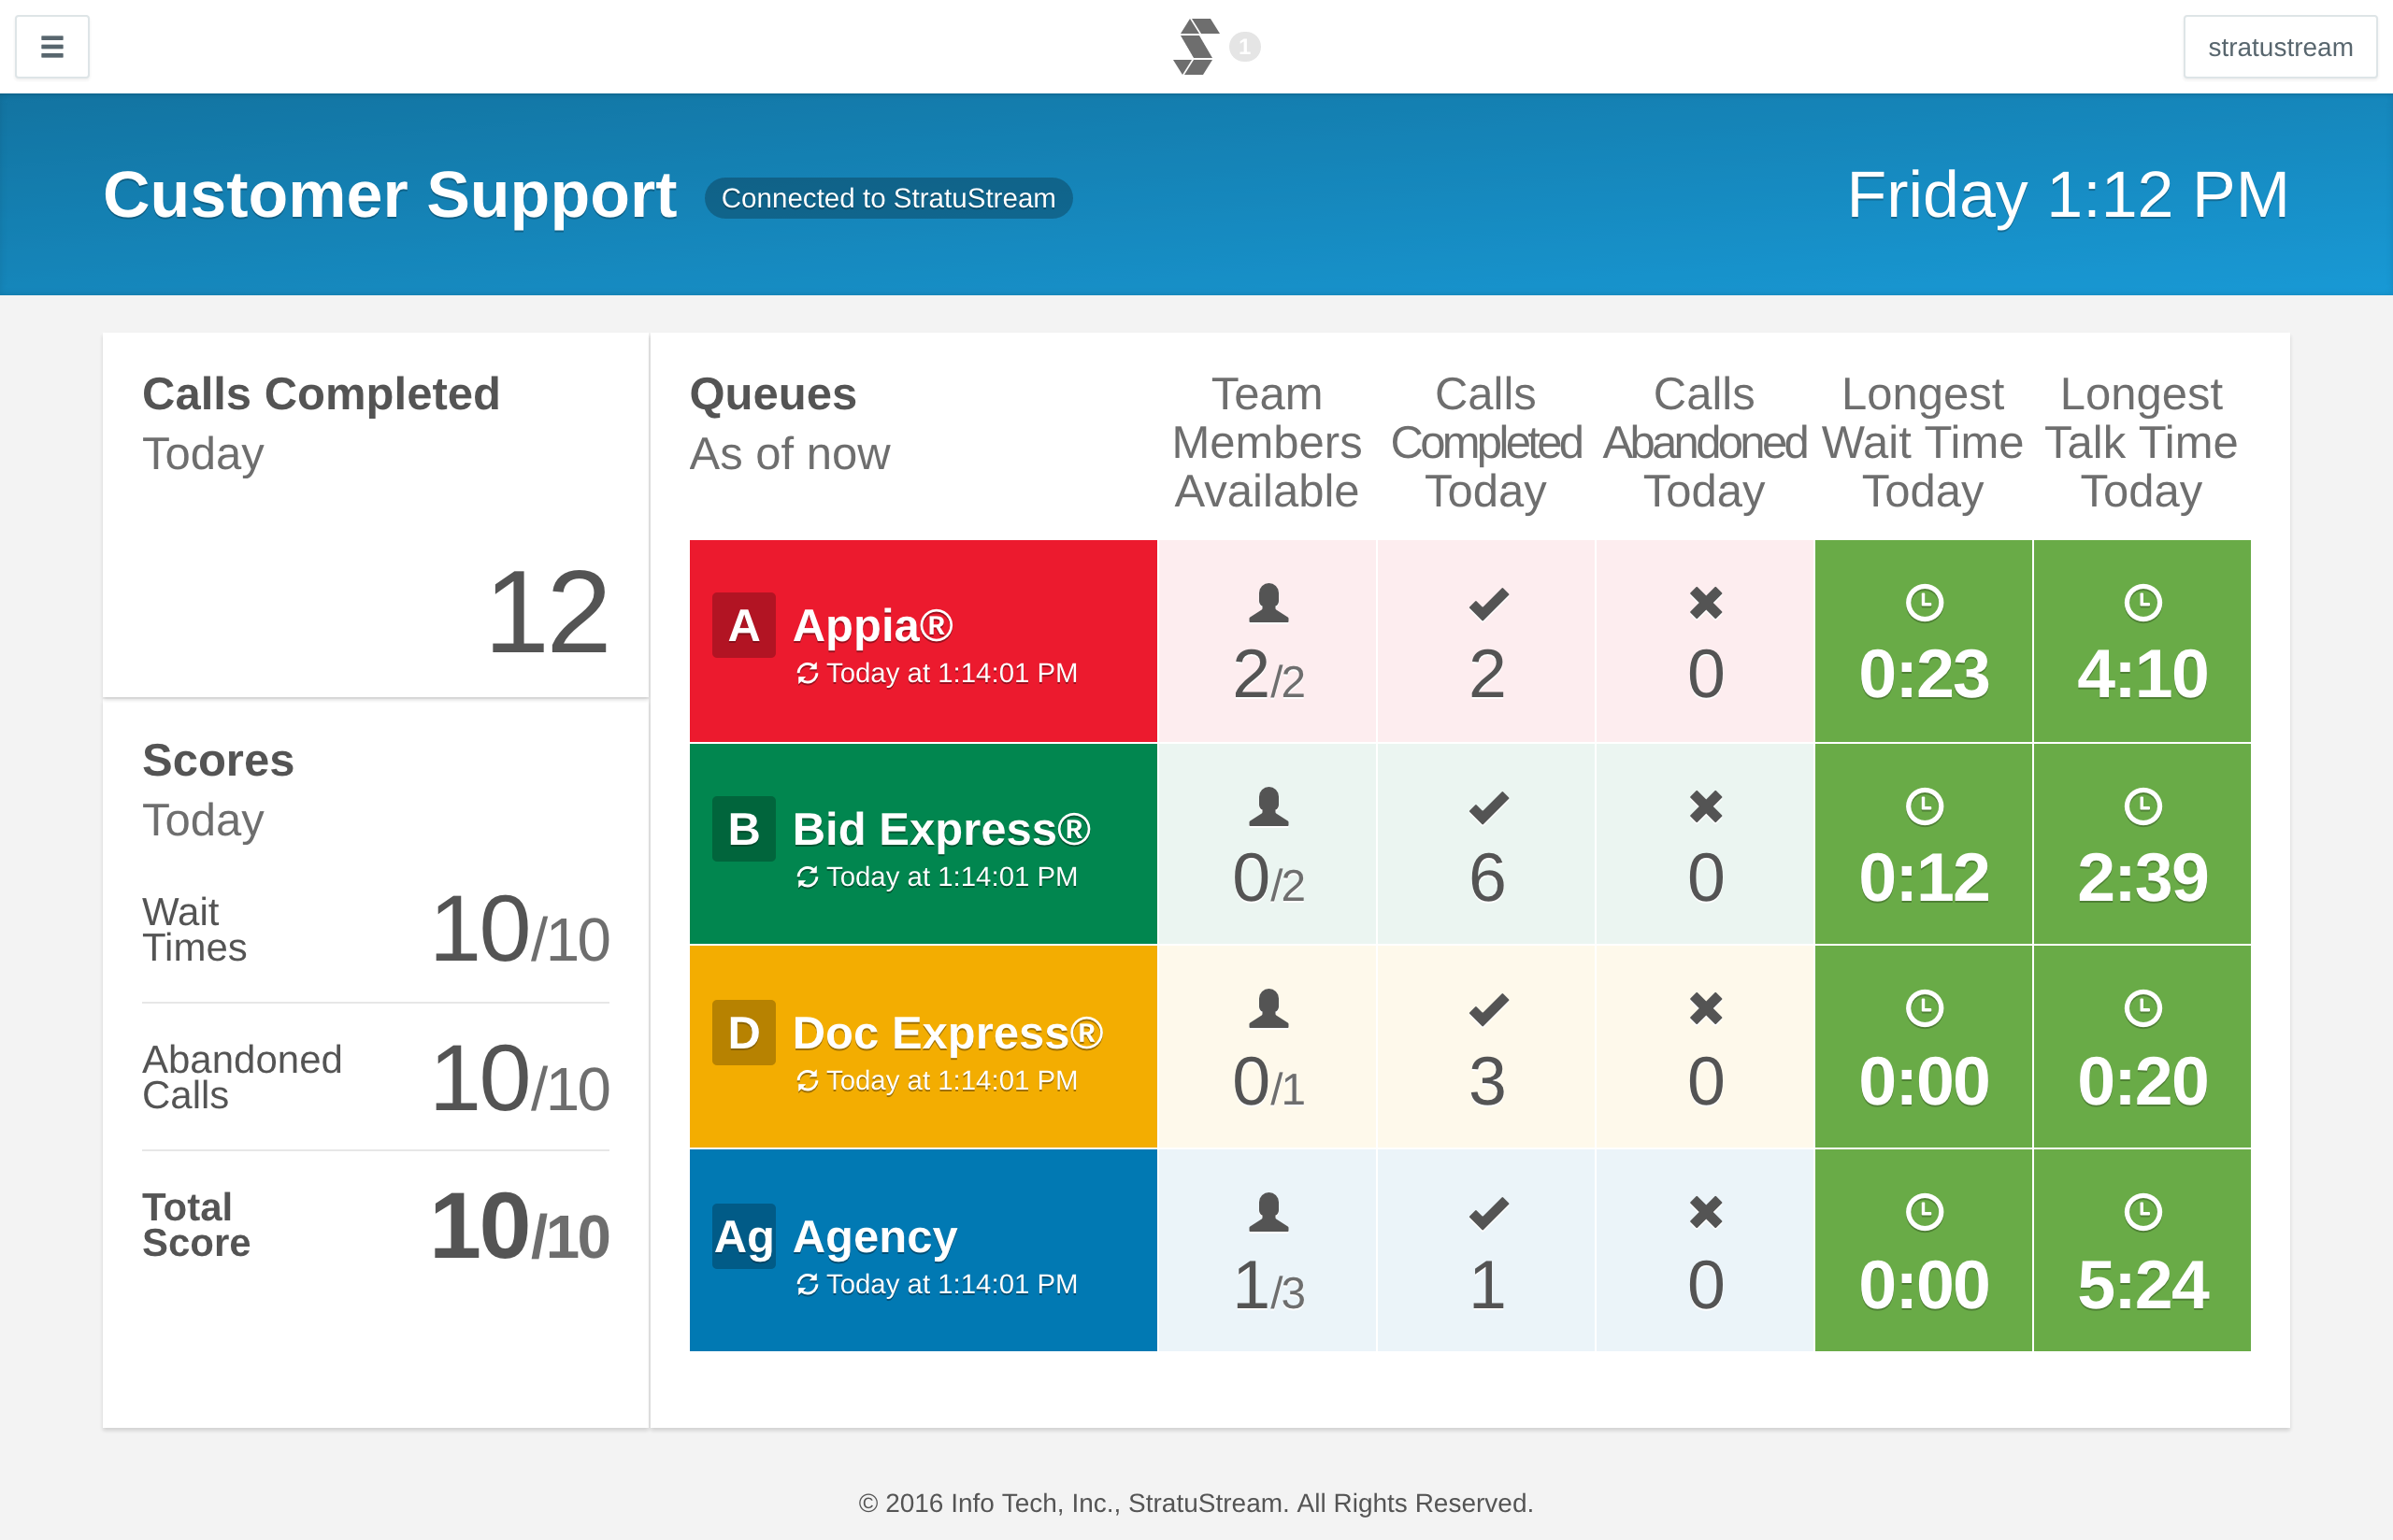 1
stratustream
Customer Support Connected to StratuStream
Friday 1:12 PM
Calls Completed
Today
12
Scores
Today
Wait
Times
10/10
Abandoned
Calls
10/10
Total
Score
10/10
Queues
As of now
Team
Members
Available
Calls
Completed
Today
Calls
Abandoned
Today
Longest
Wait Time
Today
Longest
Talk Time
Today
A Appia®
Today at 1:14:01 PM
2/2
2
0
0:23
4:10
B Bid Express®
Today at 1:14:01 PM
0/2
6
0
0:12
2:39
D Doc Express®
Today at 1:14:01 PM
0/1
3
0
0:00
0:20
Ag Agency
Today at 1:14:01 PM
1/3
1
0
0:00
5:24
© 2016 Info Tech, Inc., StratuStream. All Rights Reserved.